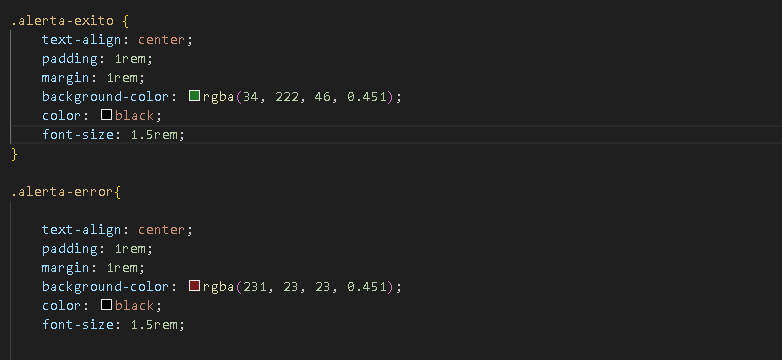 .alerta-exito {
text-align: center;
padding: 1rem;
margin: 1rem;
background-color: rgba(34, 222, 46, 0.451);
color: black;
font-size: 1.5rem;
}
.alerta-error{
text-align: center;
padding: 1rem;
margin: 1rem;
background-color: rgba(231, 23, 23, 0.451);
color: black;
font-size: 1.5rem;